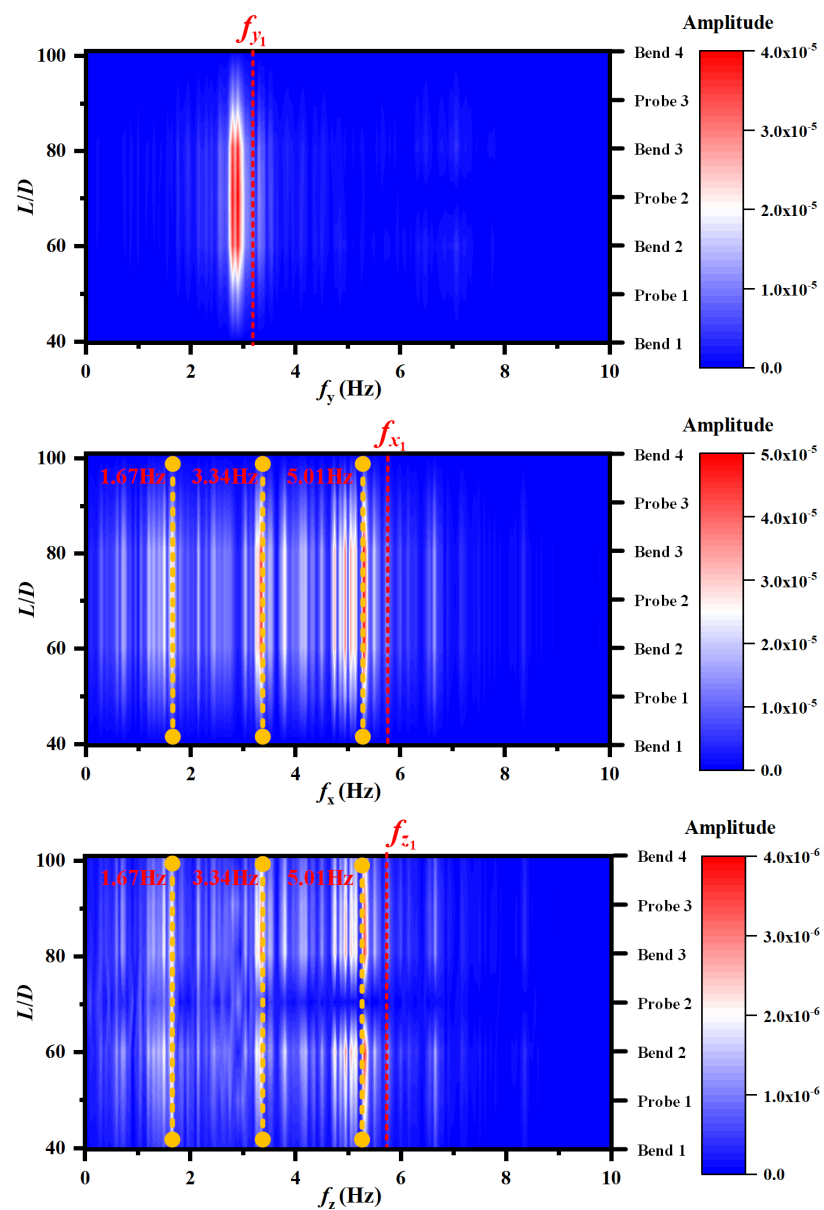 f_y₁
Amplitude
100
80
60
40
L/D
Bend 4
Probe 3
Bend 3
Probe 2
Bend 2
Probe 1
Bend 1
4.0x10⁻⁵
3.0x10⁻⁵
2.0x10⁻⁵
1.0x10⁻⁵
0.0
0 2 4 6 8 10
f_y (Hz)
f_x₁
Amplitude
1.67Hz 3.34Hz 5.01Hz
100
80
60
40
L/D
Bend 4
Probe 3
Bend 3
Probe 2
Bend 2
Probe 1
Bend 1
5.0x10⁻⁵
4.0x10⁻⁵
3.0x10⁻⁵
2.0x10⁻⁵
1.0x10⁻⁵
0.0
0 2 4 6 8 10
f_x (Hz)
f_z₁
Amplitude
1.67Hz 3.34Hz 5.01Hz
100
80
60
40
L/D
Bend 4
Probe 3
Bend 3
Probe 2
Bend 2
Probe 1
Bend 1
4.0x10⁻⁶
3.0x10⁻⁶
2.0x10⁻⁶
1.0x10⁻⁶
0.0
0 2 4 6 8 10
f_z (Hz)